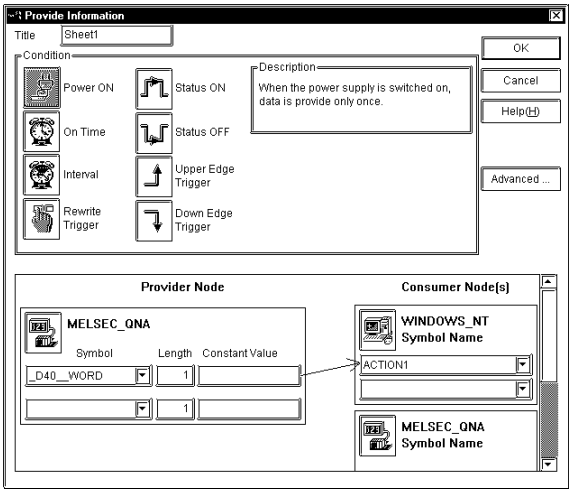 Provide Information
Title Sheet1
OK
Condition
Power ON
Status ON
Description
When the power supply is switched on,
data is provide only once.
Cancel
Help(H)
On Time
Status OFF
Interval
Upper Edge
Trigger
Advanced ...
Rewrite
Trigger
Down Edge
Trigger
Provider Node
Consumer Node(s)
MELSEC_QNA
Symbol Length Constant Value
_D40__WORD 1
1
WINDOWS_NT
Symbol Name
ACTION1
MELSEC_QNA
Symbol Name